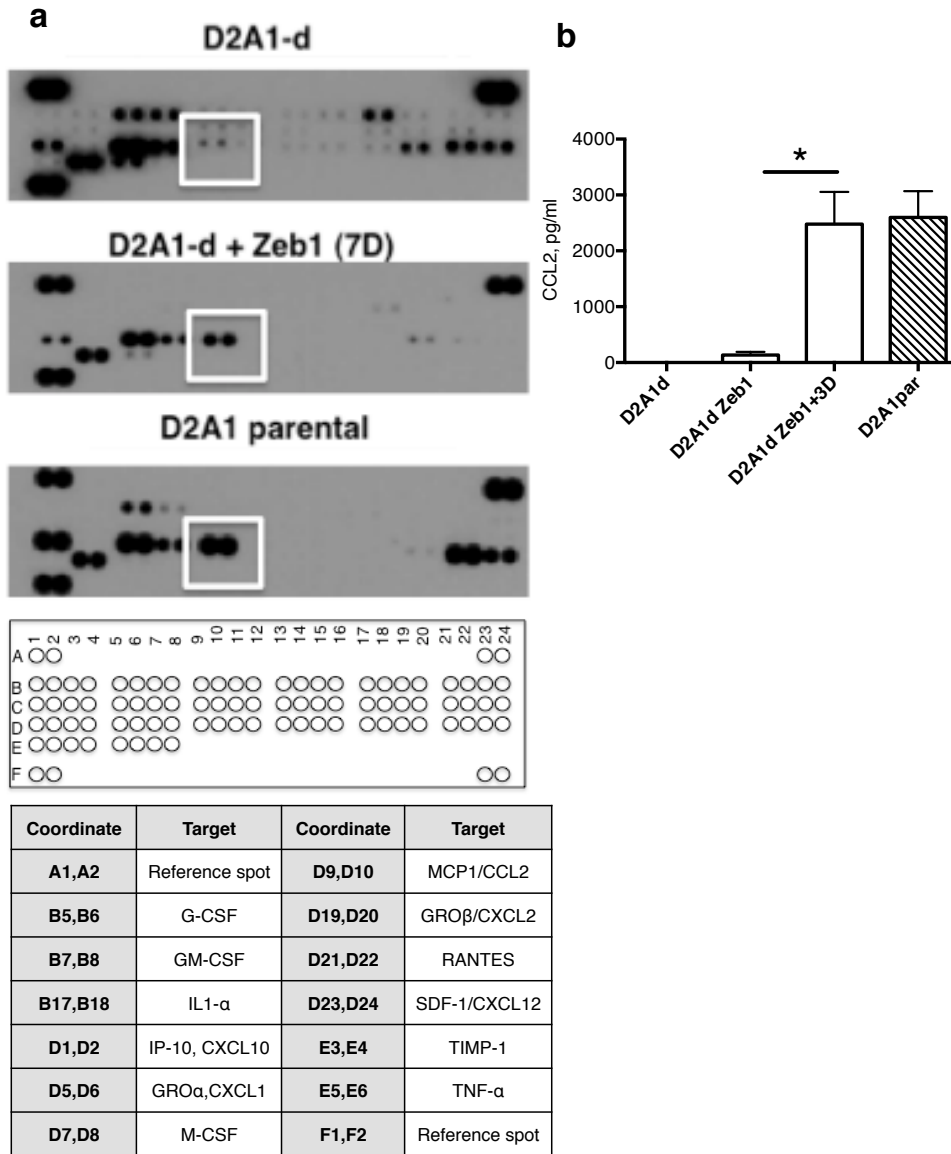 a
D2A1-d
D2A1-d + Zeb1 (7D)
D2A1 parental
1 2 3 4 5 6 7 8 9 10 11 12 13 14 15 16 17 18 19 20 21 22 23 24
A
B
C
D
E
F
Coordinate Target Coordinate Target
A1,A2 Reference spot D9,D10 MCP1/CCL2
B5,B6 G-CSF D19,D20 GROβ/CXCL2
B7,B8 GM-CSF D21,D22 RANTES
B17,B18 IL1-α D23,D24 SDF-1/CXCL12
D1,D2 IP-10, CXCL10 E3,E4 TIMP-1
D5,D6 GROα,CXCL1 E5,E6 TNF-α
D7,D8 M-CSF F1,F2 Reference spot
b
CCL2, pg/ml
4000
3000
2000
1000
0
*
D2A1d
D2A1d Zeb1
D2A1d Zeb1+3D
D2A1par